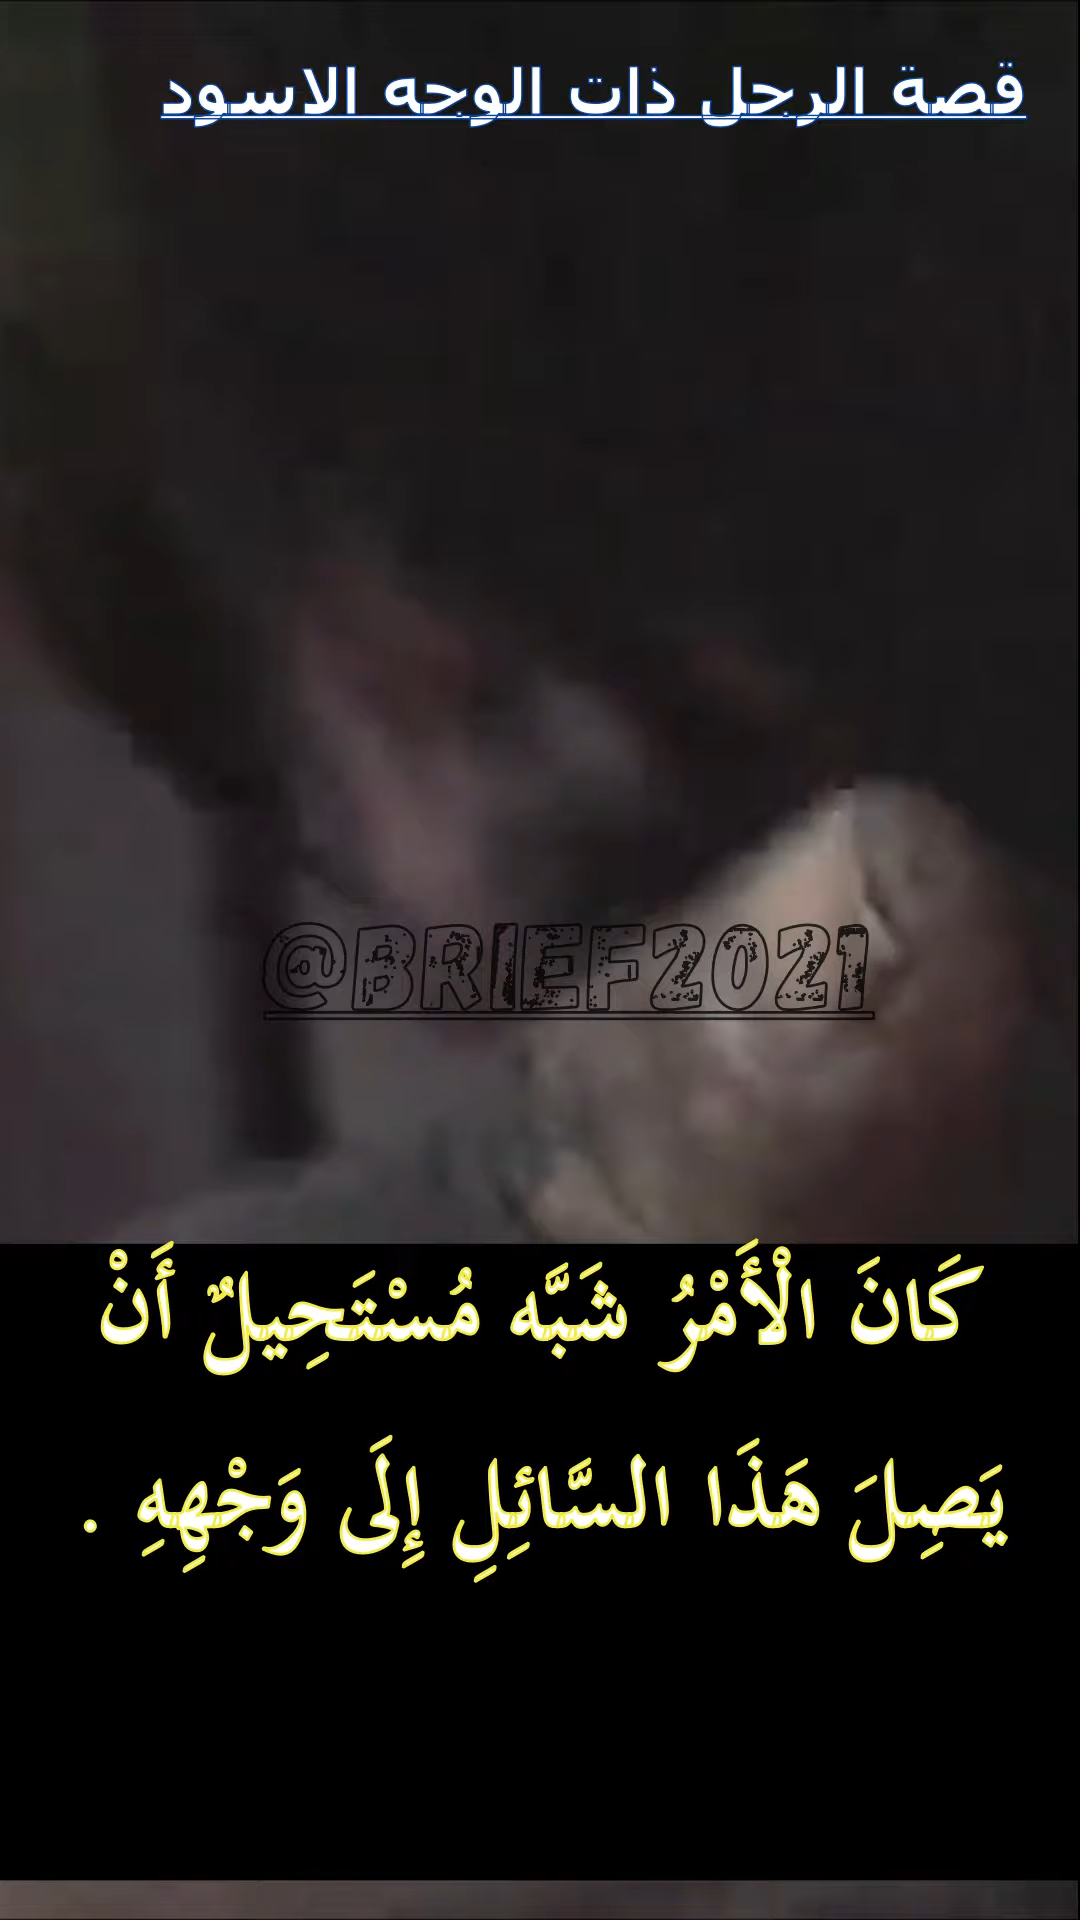 قصة الرجل ذات الوجه الاسود
@BRIEF2021
كَانَ الْأَمْرُ شَبَّه مُسْتَحِيلٌ أَنْ
يَصِلَ هَذَا السَّائِلِ إِلَى وَجْهِهِ .